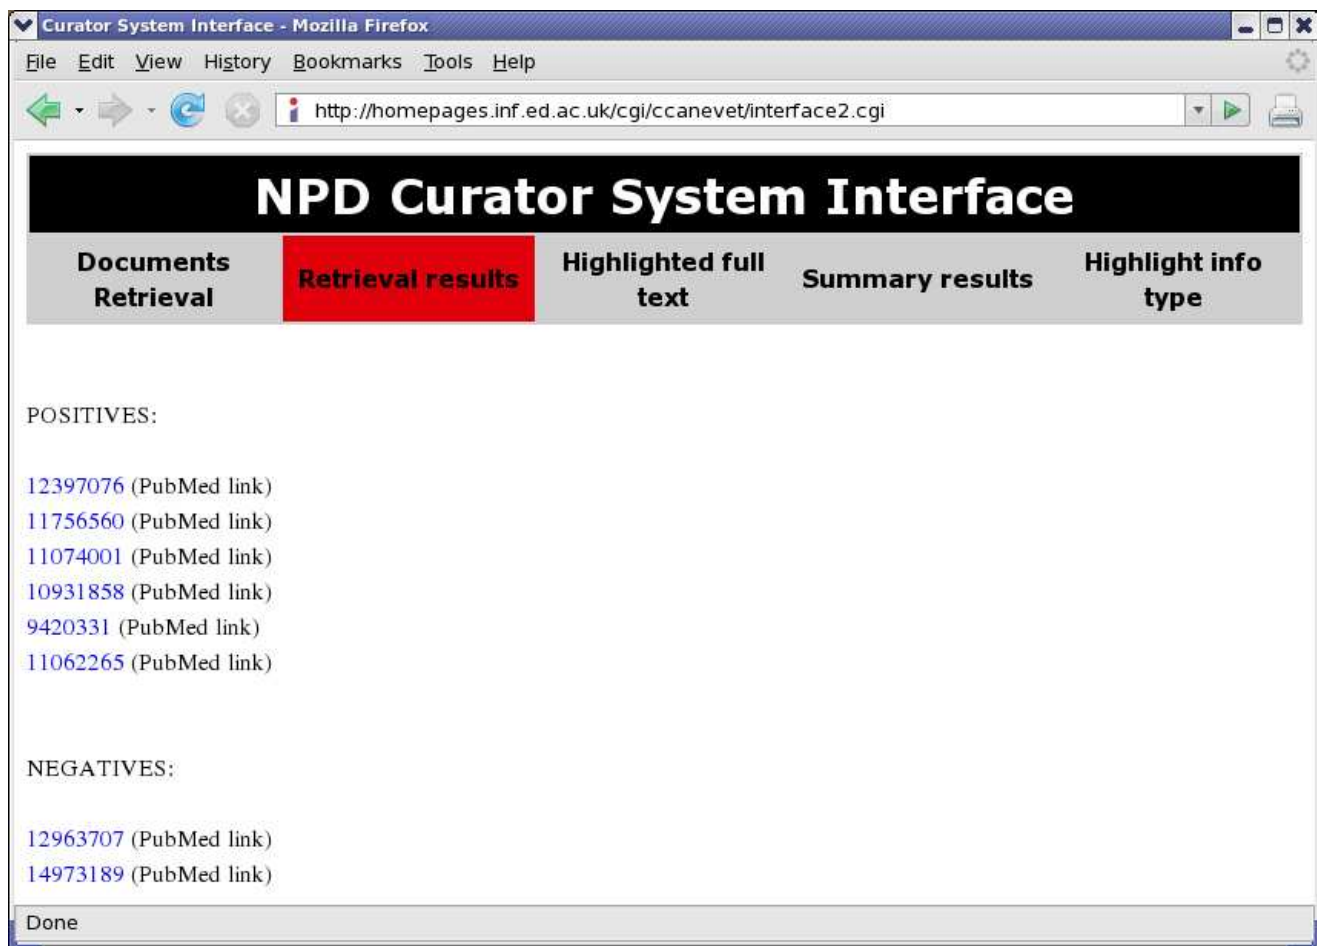 Curator System Interface - Mozilla Firefox
File Edit View History Bookmarks Tools Help
http://homepages.inf.ed.ac.uk/cgi/ccanevet/interface2.cgi
NPD Curator System Interface
Documents Retrieval
Retrieval results
Highlighted full text
Summary results
Highlight info type
POSITIVES:
12397076 (PubMed link)
11756560 (PubMed link)
11074001 (PubMed link)
10931858 (PubMed link)
9420331 (PubMed link)
11062265 (PubMed link)
NEGATIVES:
12963707 (PubMed link)
14973189 (PubMed link)
Done